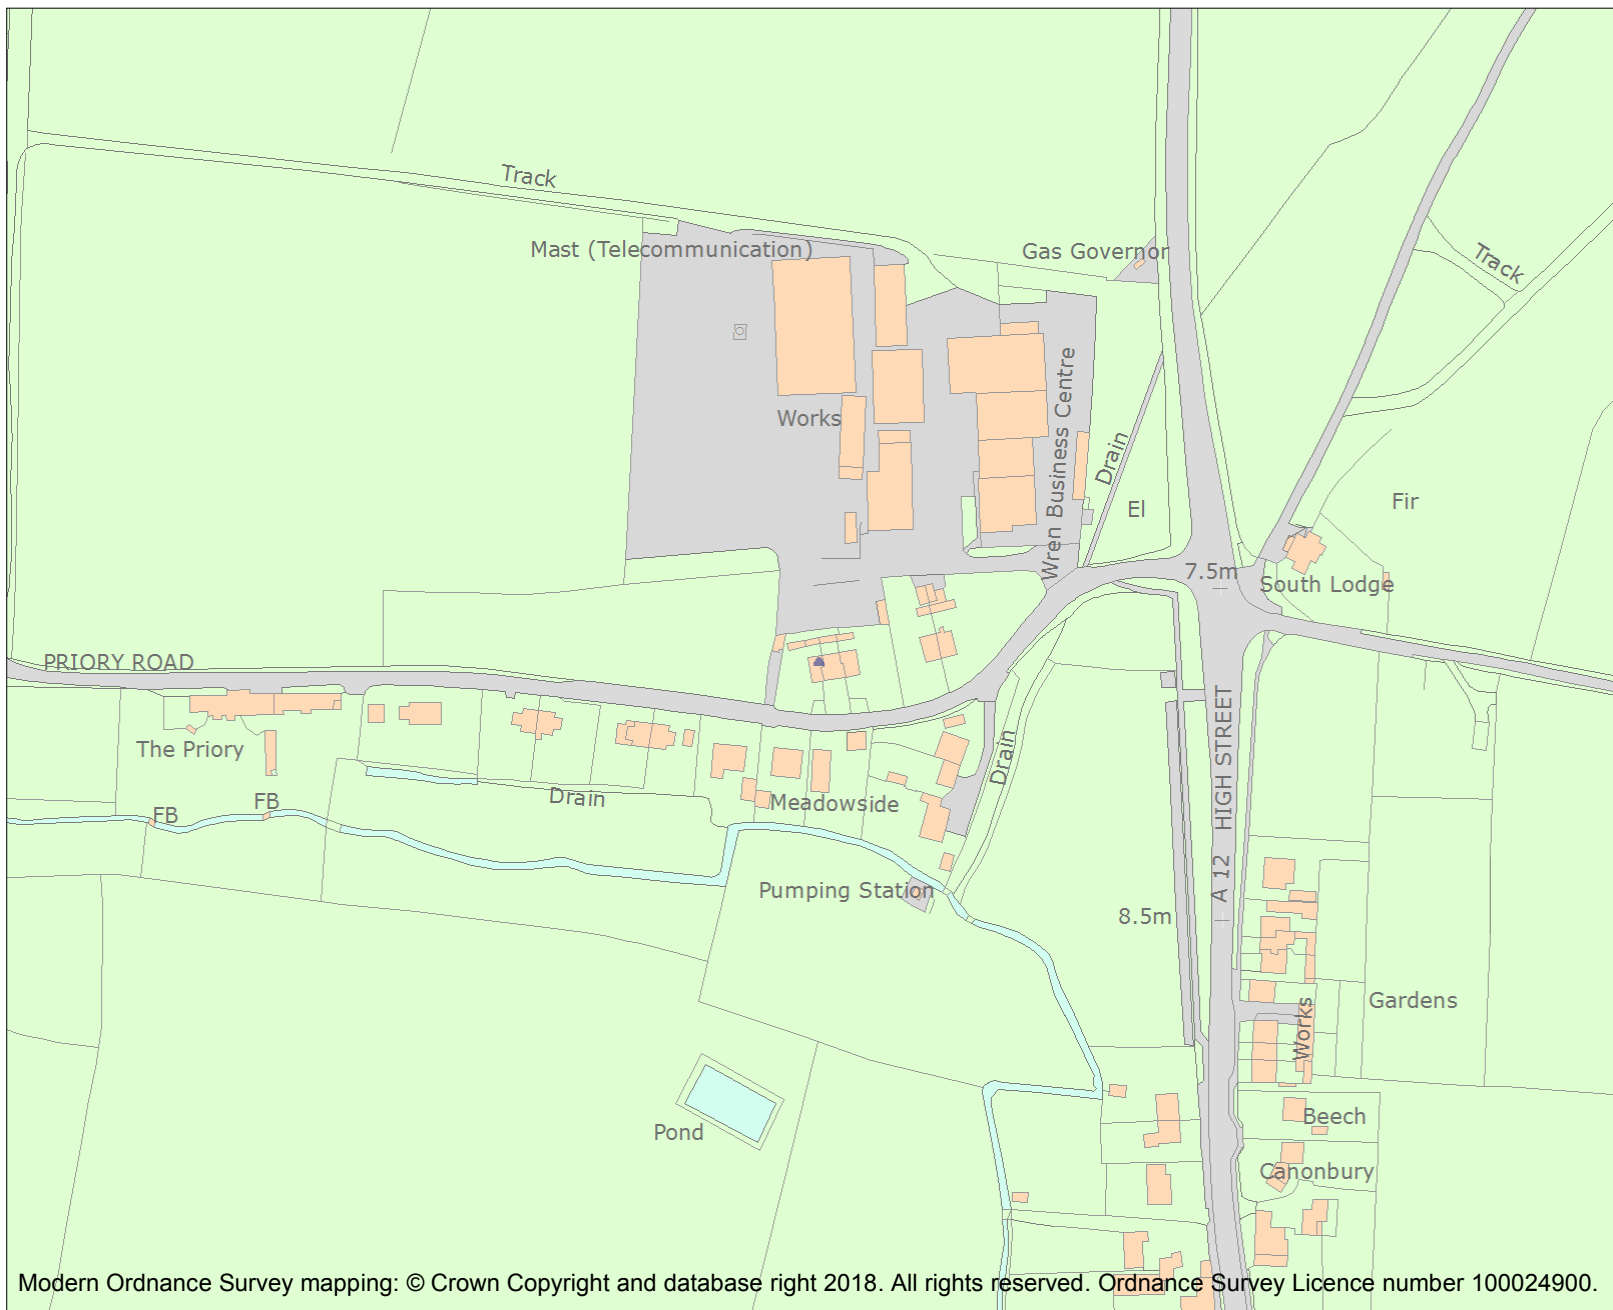 Track
Mast (Telecommunication)
Gas Governor
Track
Wren Business Centre
Works
Drain
El
Fir
7.5m
South Lodge
PRIORY ROAD
The Priory
HIGH STREET
Drain
FB
FB
Drain
Meadowside
A 12
Pumping Station
8.5m
Gardens
Works
Pond
Beech
Canonbury
Modern Ordnance Survey mapping: © Crown Copyright and database right 2018. All rights reserved. Ordnance Survey Licence number 100024900.